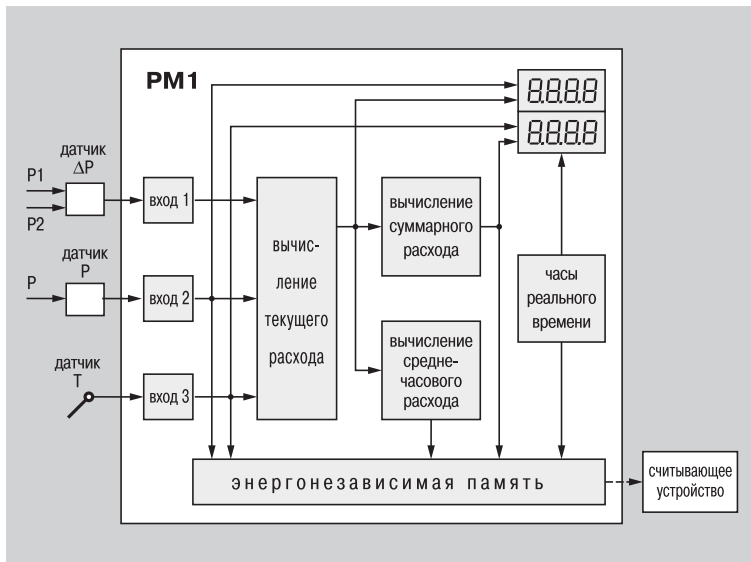 РМ1
8.8.8.8
8.8.8.8
датчик
ΔP
P1
P2
вход 1
вычис-
ление
текущего
расхода
вычисление
суммарного
расхода
датчик
P
P
вход 2
часы
реального
времени
вычисление
средне-
часового
расхода
датчик
T
вход 3
энергонезависимая память
считывающее
устройство